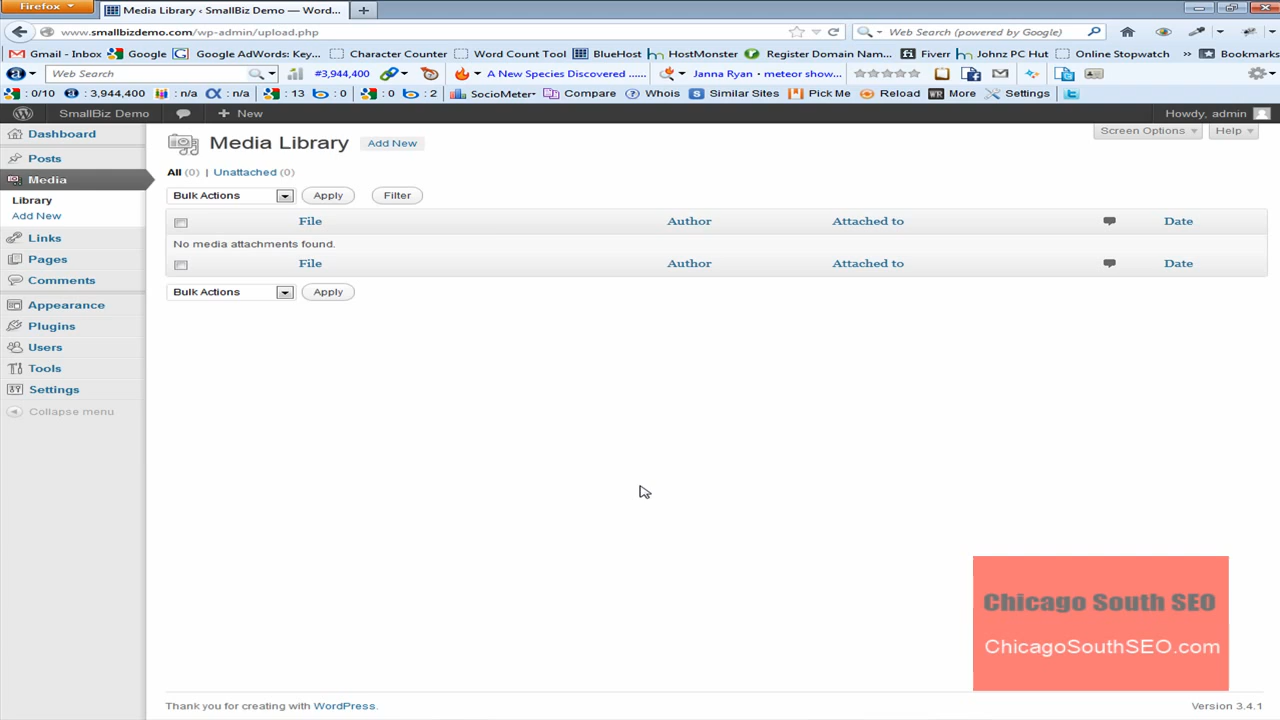 Firefox
Media Library ‹ SmallBiz Demo — Word...
www.smallbizdemo.com/wp-admin/upload.php
Web Search (powered by Google)
Gmail - Inbox Google Google AdWords: Key... Character Counter Word Count Tool BlueHost HostMonster Register Domain Nam... Fiverr Johnz PC Hut Online Stopwatch » Bookmarks
Web Search #3,944,400 A New Species Discovered ...... Janna Ryan • meteor show...
: 0/10 : 3,944,400 : n/a : n/a : 13 : 0 : 0 : 2 SocioMeter Compare Whois Similar Sites Pick Me Reload More Settings
SmallBiz Demo + New Howdy, admin
Dashboard
Posts
Media
Library
Add New
Links
Pages
Comments
Appearance
Plugins
Users
Tools
Settings
Collapse menu
Screen Options Help
Media Library Add New
All (0) | Unattached (0)
Bulk Actions Apply Filter
File Author Attached to Date
No media attachments found.
File Author Attached to Date
Bulk Actions Apply
Chicago South SEO
ChicagoSouthSEO.com
Thank you for creating with WordPress. Version 3.4.1